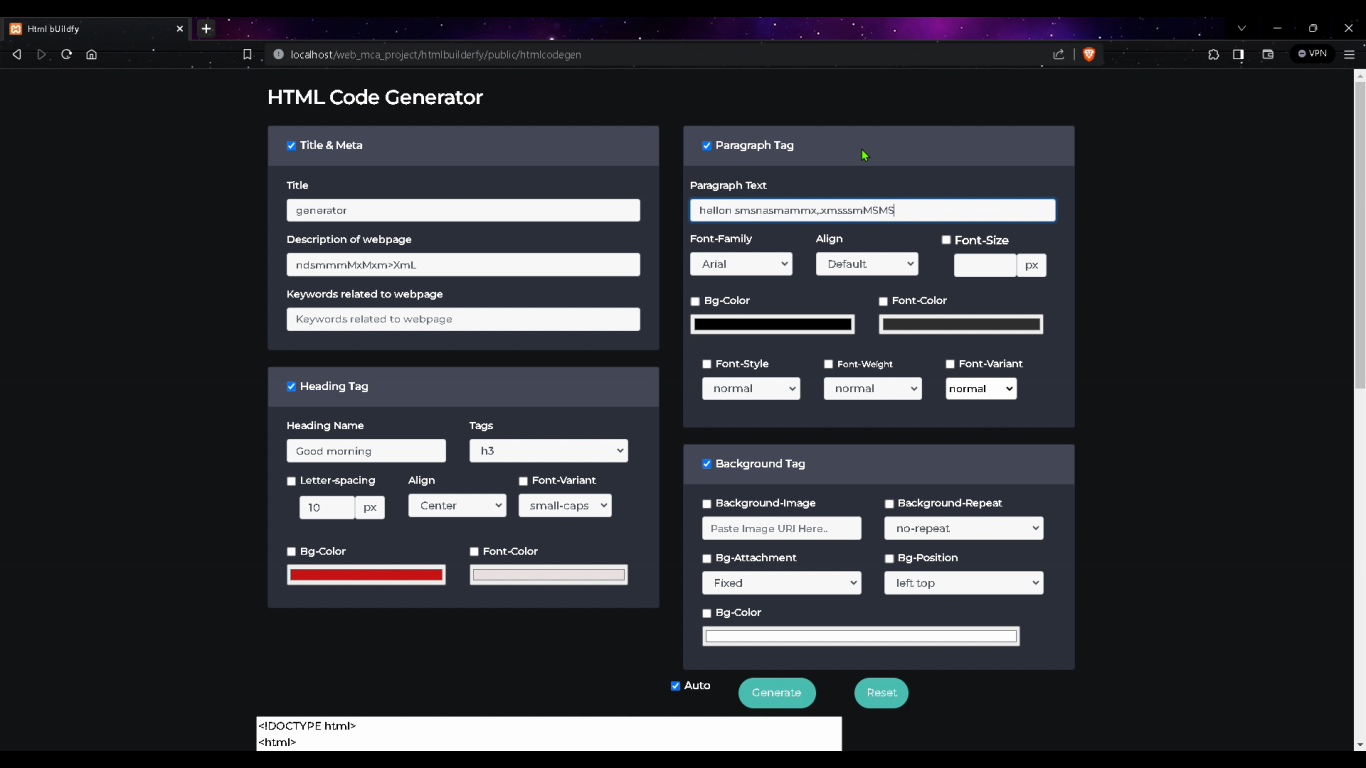 Html bUildfy
localhost/web_mca_project/htmlbuilderfy/public/htmlcodegen
VPN
HTML Code Generator
Title & Meta
Title
generator
Description of webpage
ndsmmmMxMxm>XmL
Keywords related to webpage
Keywords related to webpage
Heading Tag
Heading Name Tags
Good morning h3
Letter-spacing Align Font-Variant
10 px Center small-caps
Bg-Color Font-Color
Paragraph Tag
Paragraph Text
hellon smsnasmammx,.xmsssmMSMS
Font-Family Align Font-Size
Arial Default px
Bg-Color Font-Color
Font-Style Font-Weight Font-Variant
normal normal normal
Background Tag
Background-Image Background-Repeat
Paste Image URl Here.. no-repeat
Bg-Attachment Bg-Position
Fixed left top
Bg-Color
Auto Generate Reset
<!DOCTYPE html>
<html>